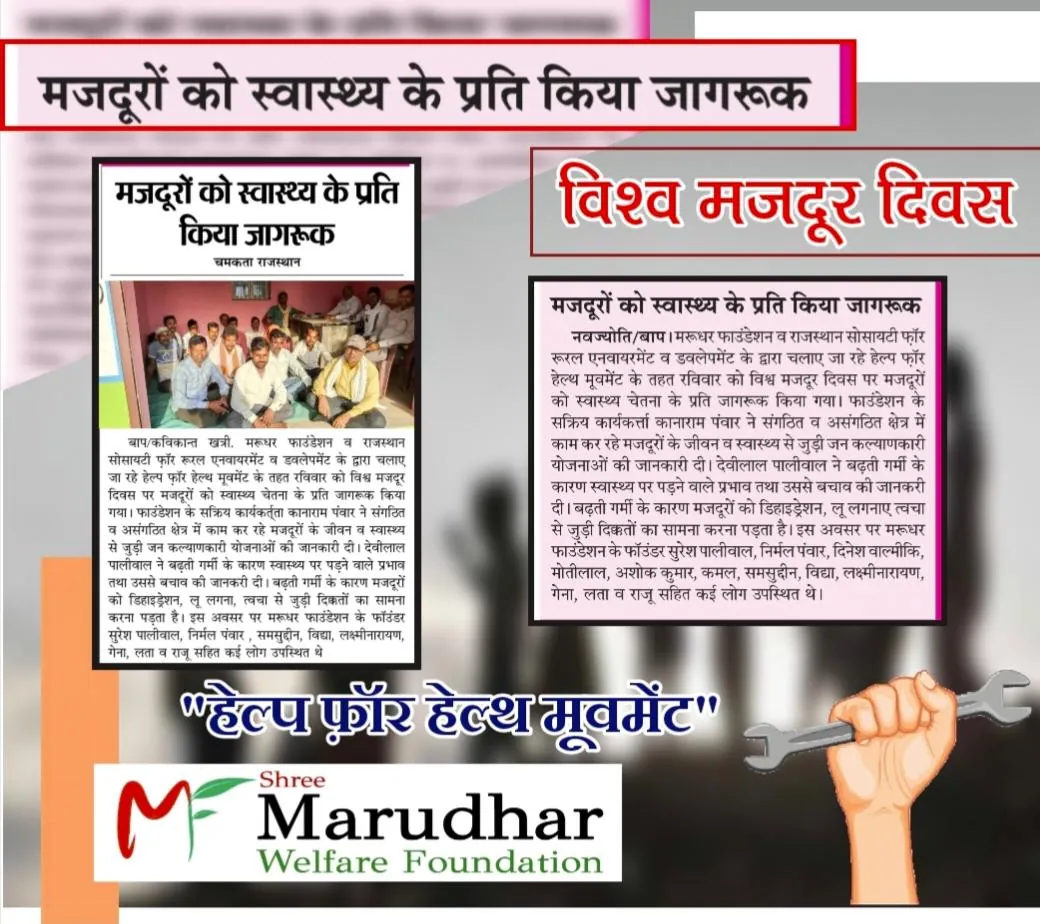 मजदूरों को स्वास्थ्य के प्रति किया जागरूक
विश्व मजदूर दिवस
मजदूरों को स्वास्थ्य के प्रति
किया जागरूक
चमकता राजस्थान
बाप/कविकान्त खत्री. मरूधर फाउंडेशन व राजस्थान
सोसायटी फ़ॉर रूरल एनवायरमेंट व डवलेपमेंट के द्वारा चलाए
जा रहे हेल्प फ़ॉर हेल्थ मूवमेंट के तहत रविवार को विश्व मजदूर
दिवस पर मजदूरों को स्वास्थ्य चेतना के प्रति जागरूक किया
गया। फाउंडेशन के सक्रिय कार्यकर्त्ता कानाराम पंवार ने संगठित
व असंगठित क्षेत्र में काम कर रहे मजदूरों के जीवन व स्वास्थ्य
से जुड़ी जन कल्याणकारी योजनाओं की जानकारी दी। देवीलाल
पालीवाल ने बढ़ती गर्मी के कारण स्वास्थ्य पर पड़ने वाले प्रभाव
तथा उससे बचाव की जानकरी दी। बढ़ती गर्मी के कारण मजदूरों
को डिहाइड्रेशन, लू लगना, त्वचा से जुड़ी दिक्कतों का सामना
करना पड़ता है। इस अवसर पर मरूधर फाउंडेशन के फॉउंडर
सुरेश पालीवाल, निर्मल पंवार , समसुद्दीन, विद्या, लक्ष्मीनारायण,
गेना, लता व राजू सहित कई लोग उपस्थित थे
मजदूरों को स्वास्थ्य के प्रति किया जागरूक
नवज्योति/बाप। मरूधर फाउंडेशन व राजस्थान सोसायटी फ़ॉर
रूरल एनवायरमेंट व डवलेपमेंट के द्वारा चलाए जा रहे हेल्प फॉर
हेल्थ मूवमेंट के तहत रविवार को विश्व मजदूर दिवस पर मजदूरों
को स्वास्थ्य चेतना के प्रति जागरूक किया गया। फाउंडेशन के
सक्रिय कार्यकर्त्ता कानाराम पंवार ने संगठित व असंगठित क्षेत्र में
काम कर रहे मजदूरों के जीवन व स्वास्थ्य से जुड़ी जन कल्याणकारी
योजनाओं की जानकारी दी। देवीलाल पालीवाल ने बढ़ती गर्मी के
कारण स्वास्थ्य पर पड़ने वाले प्रभाव तथा उससे बचाव की जानकरी
दी। बढ़ती गर्मी के कारण मजदूरों को डिहाइड्रेशन, लू लगनाए त्वचा
से जुड़ी दिक्कतों का सामना करना पड़ता है। इस अवसर पर मरूधर
फाउंडेशन के फॉउंडर सुरेश पालीवाल, निर्मल पंवार, दिनेश वाल्मीकि,
मोतीलाल, अशोक कुमार, कमल, समसुद्दीन, विद्या, लक्ष्मीनारायण,
गेना, लता व राजू सहित कई लोग उपस्थित थे।
"हेल्प फ़ॉर हेल्थ मूवमेंट"
MF
Shree
Marudhar
Welfare Foundation